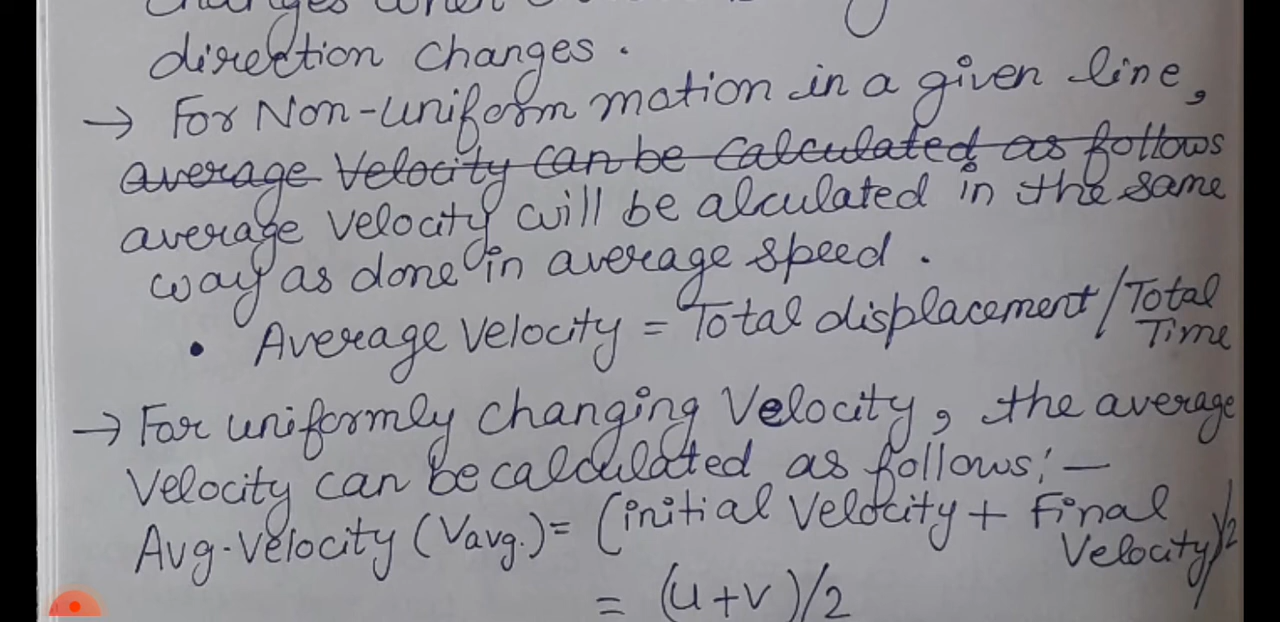 changes when
direction changes.
→ For Non-uniform motion in a given line,
average velocity can be calculated as follows
average velocity will be alculated in the same
way as done in average speed.
• Average Velocity = Total displacement / Total Time
→ For uniformly changing Velocity, the average
Velocity can be calculated as follows:—
Avg. Velocity (Vavg.) = (initial Velocity + Final Velocity)/2
= (u+v)/2